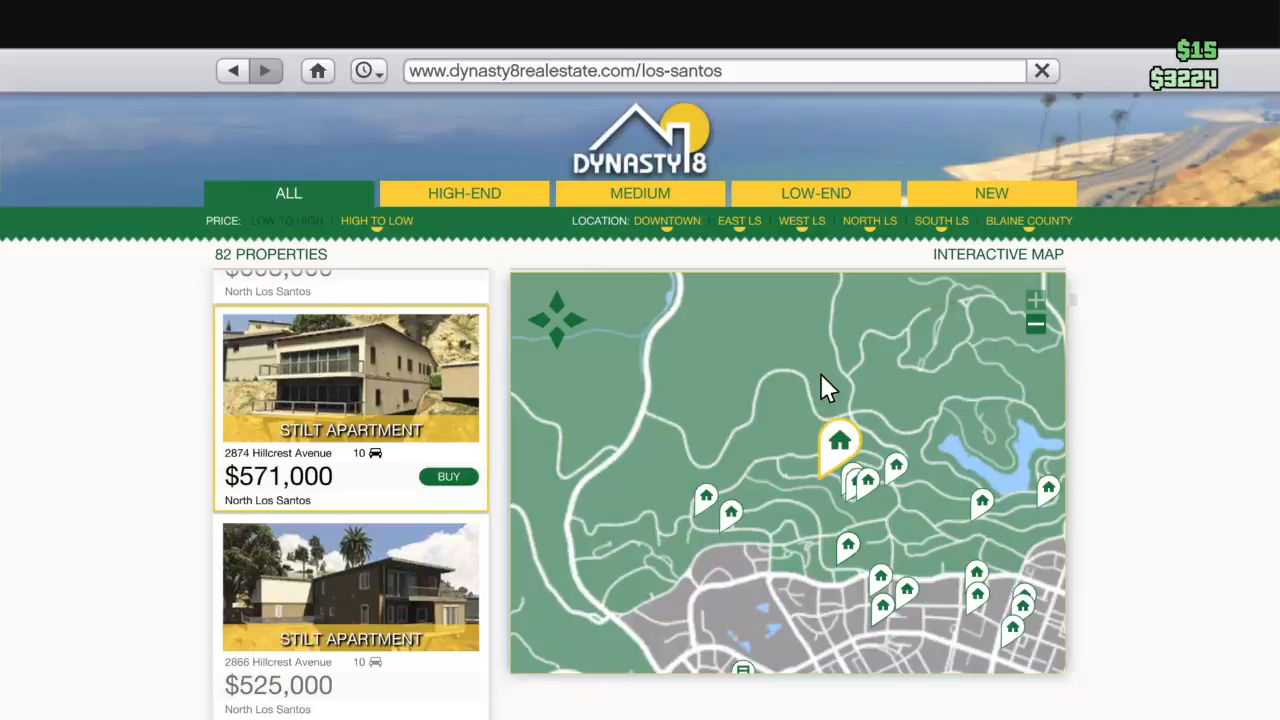 $15
$3224
www.dynasty8realestate.com/los-santos
DYNASTY 8
ALL
HIGH-END
MEDIUM
LOW-END
NEW
PRICE: LOW TO HIGH HIGH TO LOW
LOCATION: DOWNTOWN EAST LS WEST LS NORTH LS SOUTH LS BLAINE COUNTY
82 PROPERTIES
INTERACTIVE MAP
North Los Santos
STILT APARTMENT
2874 Hillcrest Avenue 10
$571,000
BUY
North Los Santos
STILT APARTMENT
2866 Hillcrest Avenue 10
$525,000
North Los Santos